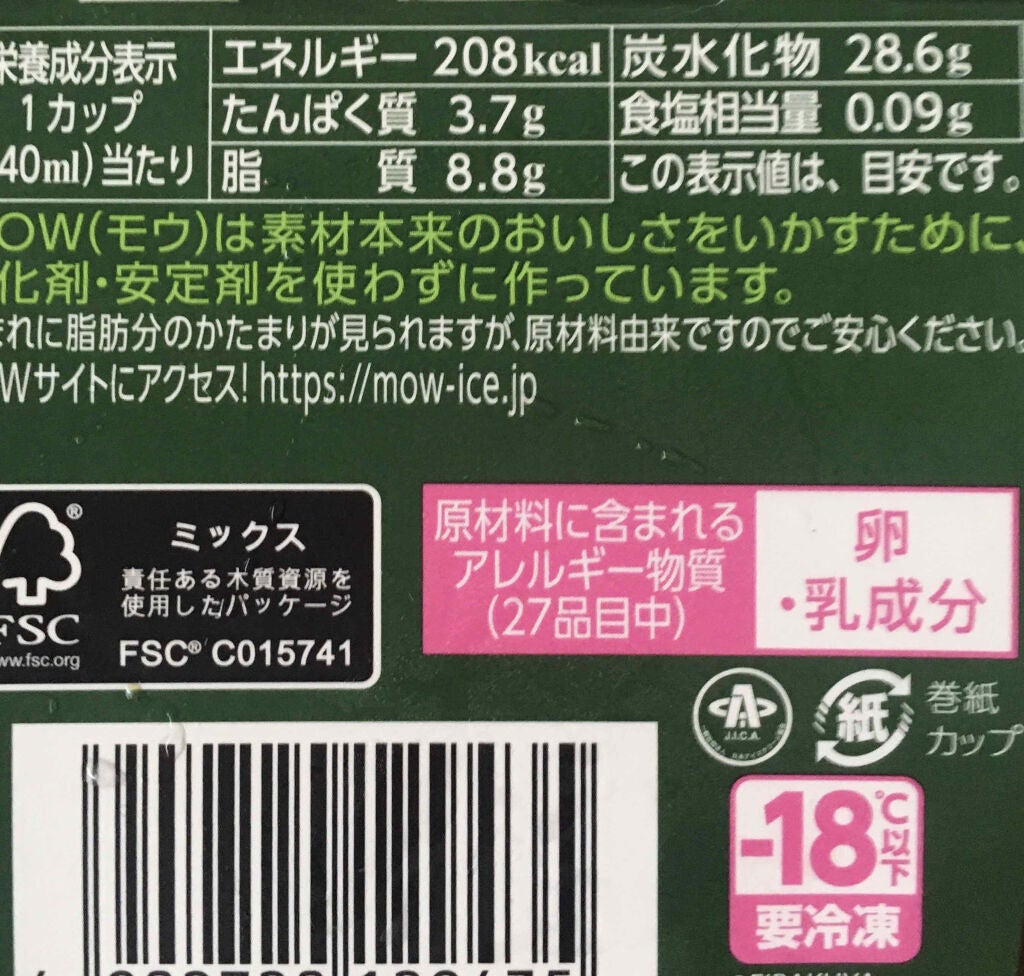 栄養成分表示
1カップ
40ml)当たり
エネルギー 208kcal
たんぱく質 3.7g
脂 質 8.8g
炭水化物 28.6g
食塩相当量 0.09g
この表示値は、目安です。
OW(モウ)は素材本来のおいしさをいかすために、
化剤・安定剤を使わずに作っています。
まれに脂肪分のかたまりが見られますが、原材料由来ですのでご安心ください。
Wサイトにアクセス! https://mow-ice.jp
®
FSC
www.fsc.org
ミックス
責任ある木質資源を
使用したパッケージ
FSC® C015741
原材料に含まれる
アレルギー物質
(27品目中)
卵
・乳成分
J.I.C.A.
紙
巻紙
カップ
-18℃以下
要冷凍